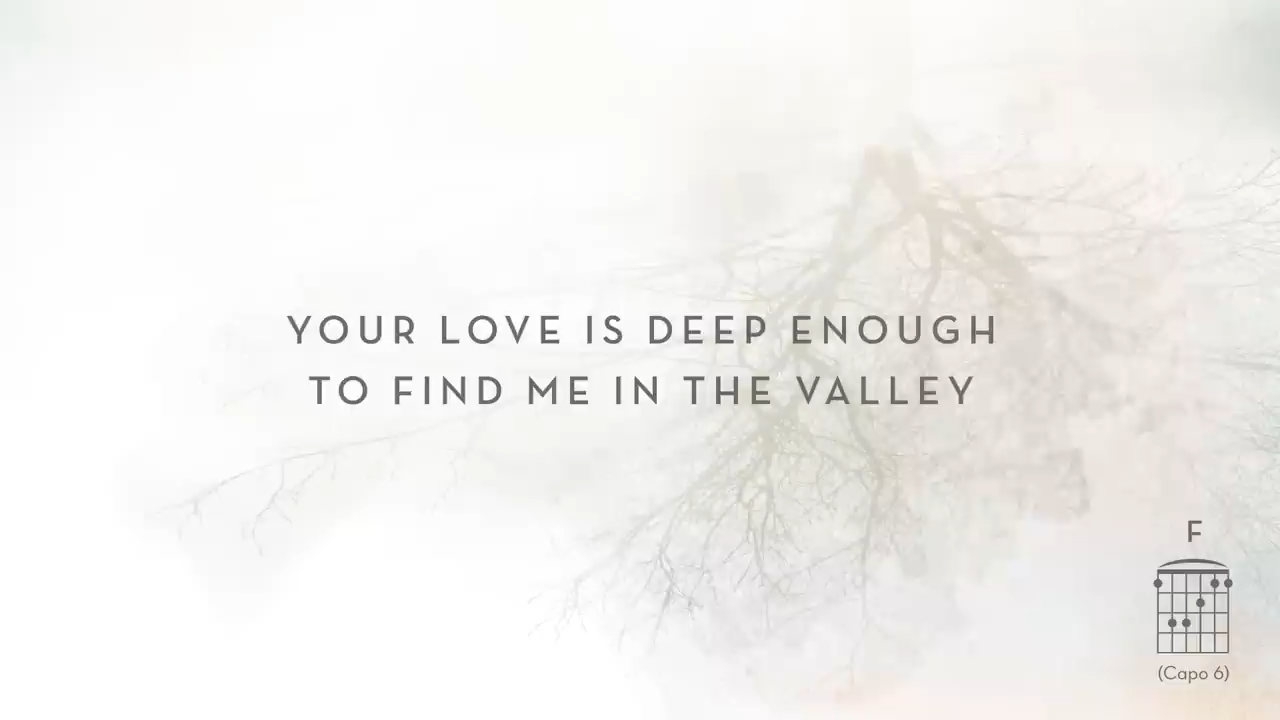 YOUR LOVE IS DEEP ENOUGH
TO FIND ME IN THE VALLEY
F
(Capo 6)